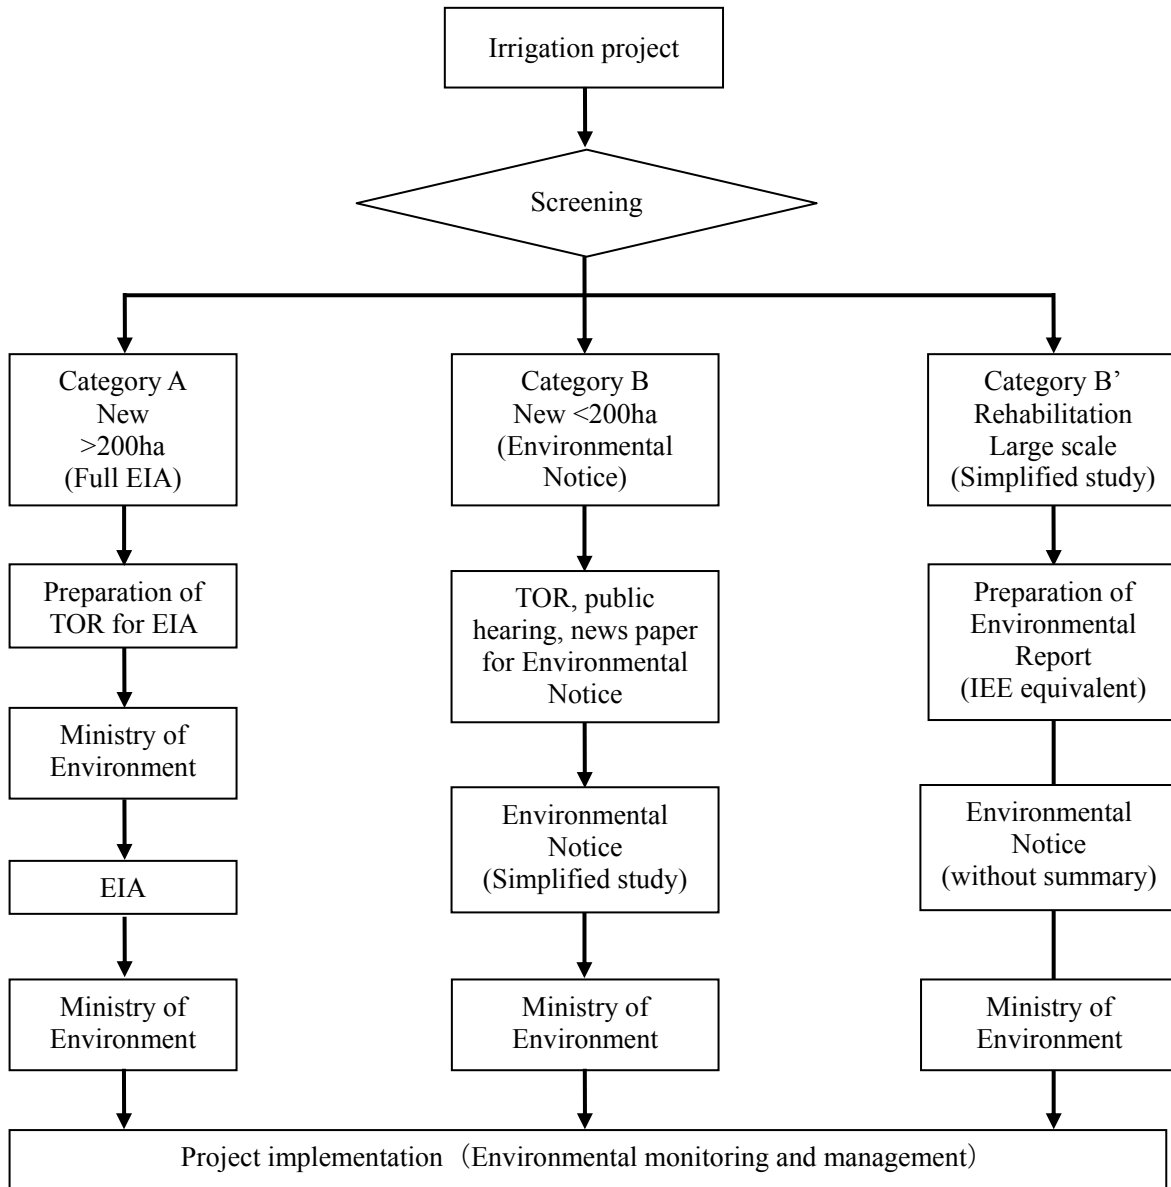 Irrigation project
Screening
Category A
New
>200ha
(Full EIA)
Category B
New <200ha
(Environmental
Notice)
Category B’
Rehabilitation
Large scale
(Simplified study)
Preparation of
TOR for EIA
TOR, public
hearing, news paper
for Environmental
Notice
Preparation of
Environmental
Report
(IEE equivalent)
Ministry of
Environment
EIA
Environmental
Notice
(Simplified study)
Environmental
Notice
(without summary)
Ministry of
Environment
Ministry of
Environment
Ministry of
Environment
Project implementation（Environmental monitoring and management）